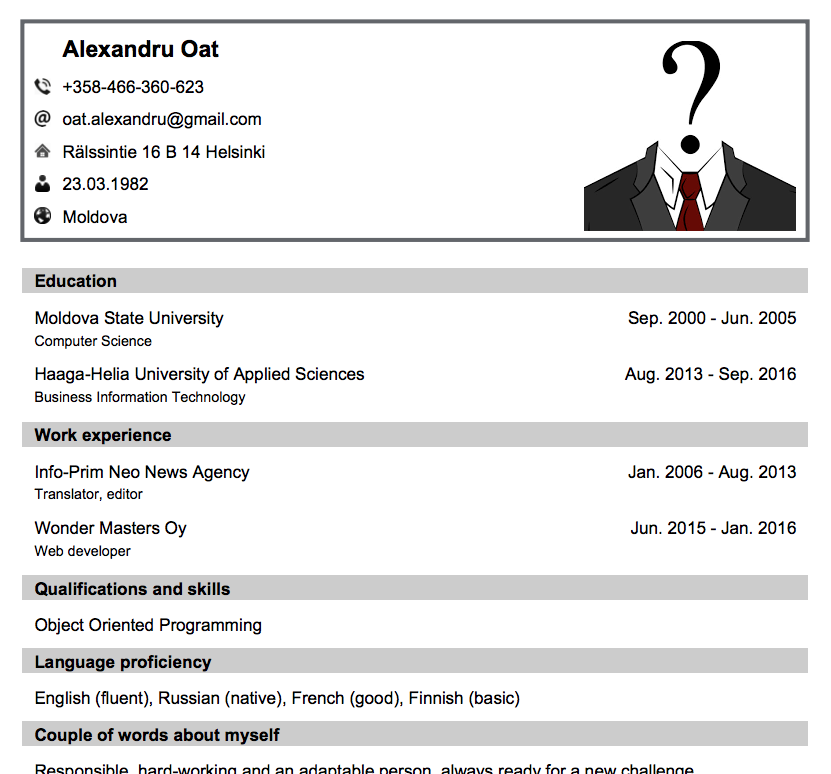 Alexandru Oat
+358-466-360-623
oat.alexandru@gmail.com
Rälssintie 16 B 14 Helsinki
23.03.1982
Moldova
Education
Moldova State University Sep. 2000 - Jun. 2005
Computer Science
Haaga-Helia University of Applied Sciences Aug. 2013 - Sep. 2016
Business Information Technology
Work experience
Info-Prim Neo News Agency Jan. 2006 - Aug. 2013
Translator, editor
Wonder Masters Oy Jun. 2015 - Jan. 2016
Web developer
Qualifications and skills
Object Oriented Programming
Language proficiency
English (fluent), Russian (native), French (good), Finnish (basic)
Couple of words about myself
Responsible, hard-working and an adaptable person, always ready for a new challenge